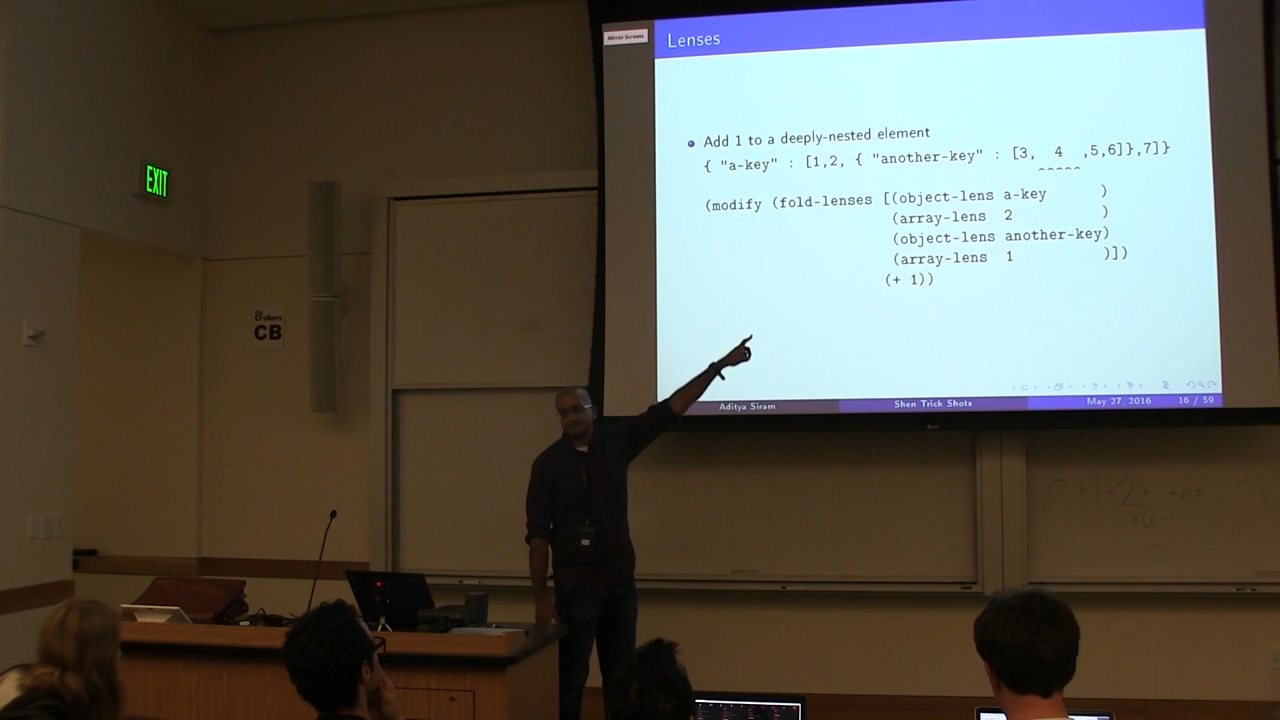 Mirror Screens
Lenses
Add 1 to a deeply-nested element
{ "a-key" : [1,2, { "another-key" : [3, 4 ,5,6]},7]}
^^^^^
(modify (fold-lenses [(object-lens a-key )
(array-lens 2 )
(object-lens another-key)
(array-lens 1 )])
(+ 1))
Aditya Siram Shen Trick Shots May 27, 2016 16 / 59
EXIT
CB